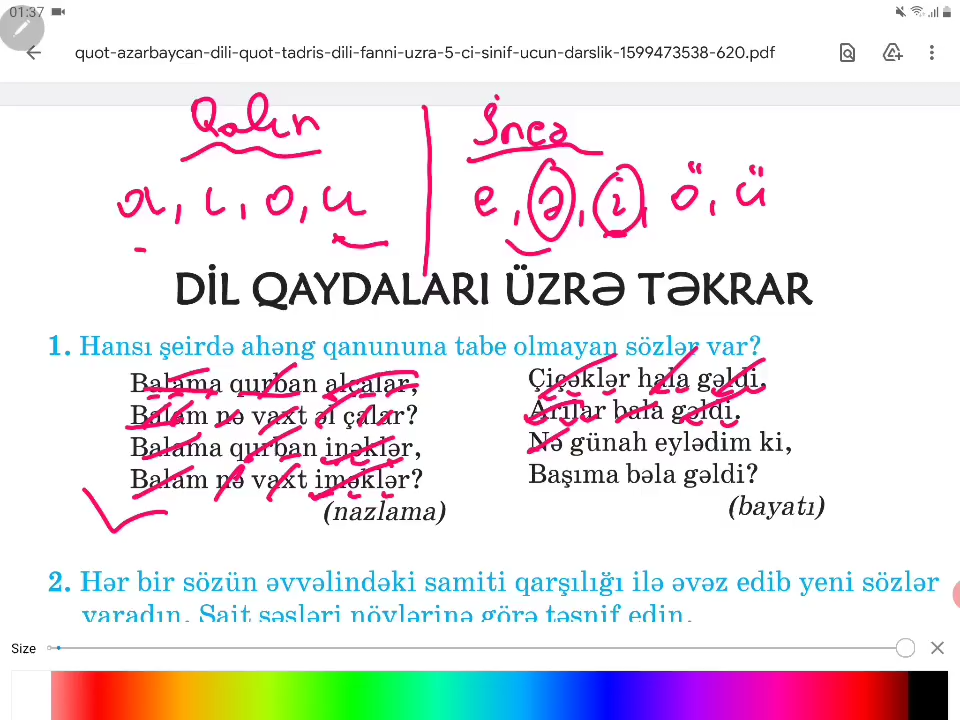 01:37
quot-azarbaycan-dili-quot-tadris-dili-fanni-uzra-5-ci-sinif-ucun-darslik-1599473538-620.pdf
Qalın
İncə
a, ı, o, u
e, ə, i, ö, ü
DİL QAYDALARI ÜZRƏ TƏKRAR
1. Hansı şeirdə ahəng qanununa tabe olmayan sözlər var?
Balama qurban alçalar,
Balam nə vaxt əl çalar?
Balama qurban inəklər,
Balam nə vaxt iməklər?
(nazlama)
Çiçəklər hala gəldi,
Arılar bala gəldi.
Nə günah eylədim ki,
Başıma bəla gəldi?
(bayatı)
2. Hər bir sözün əvvəlindəki samiti qarşılığı ilə əvəz edib yeni sözlər
yaradın. Sait səsləri növlərinə görə təsnif edin.
Size